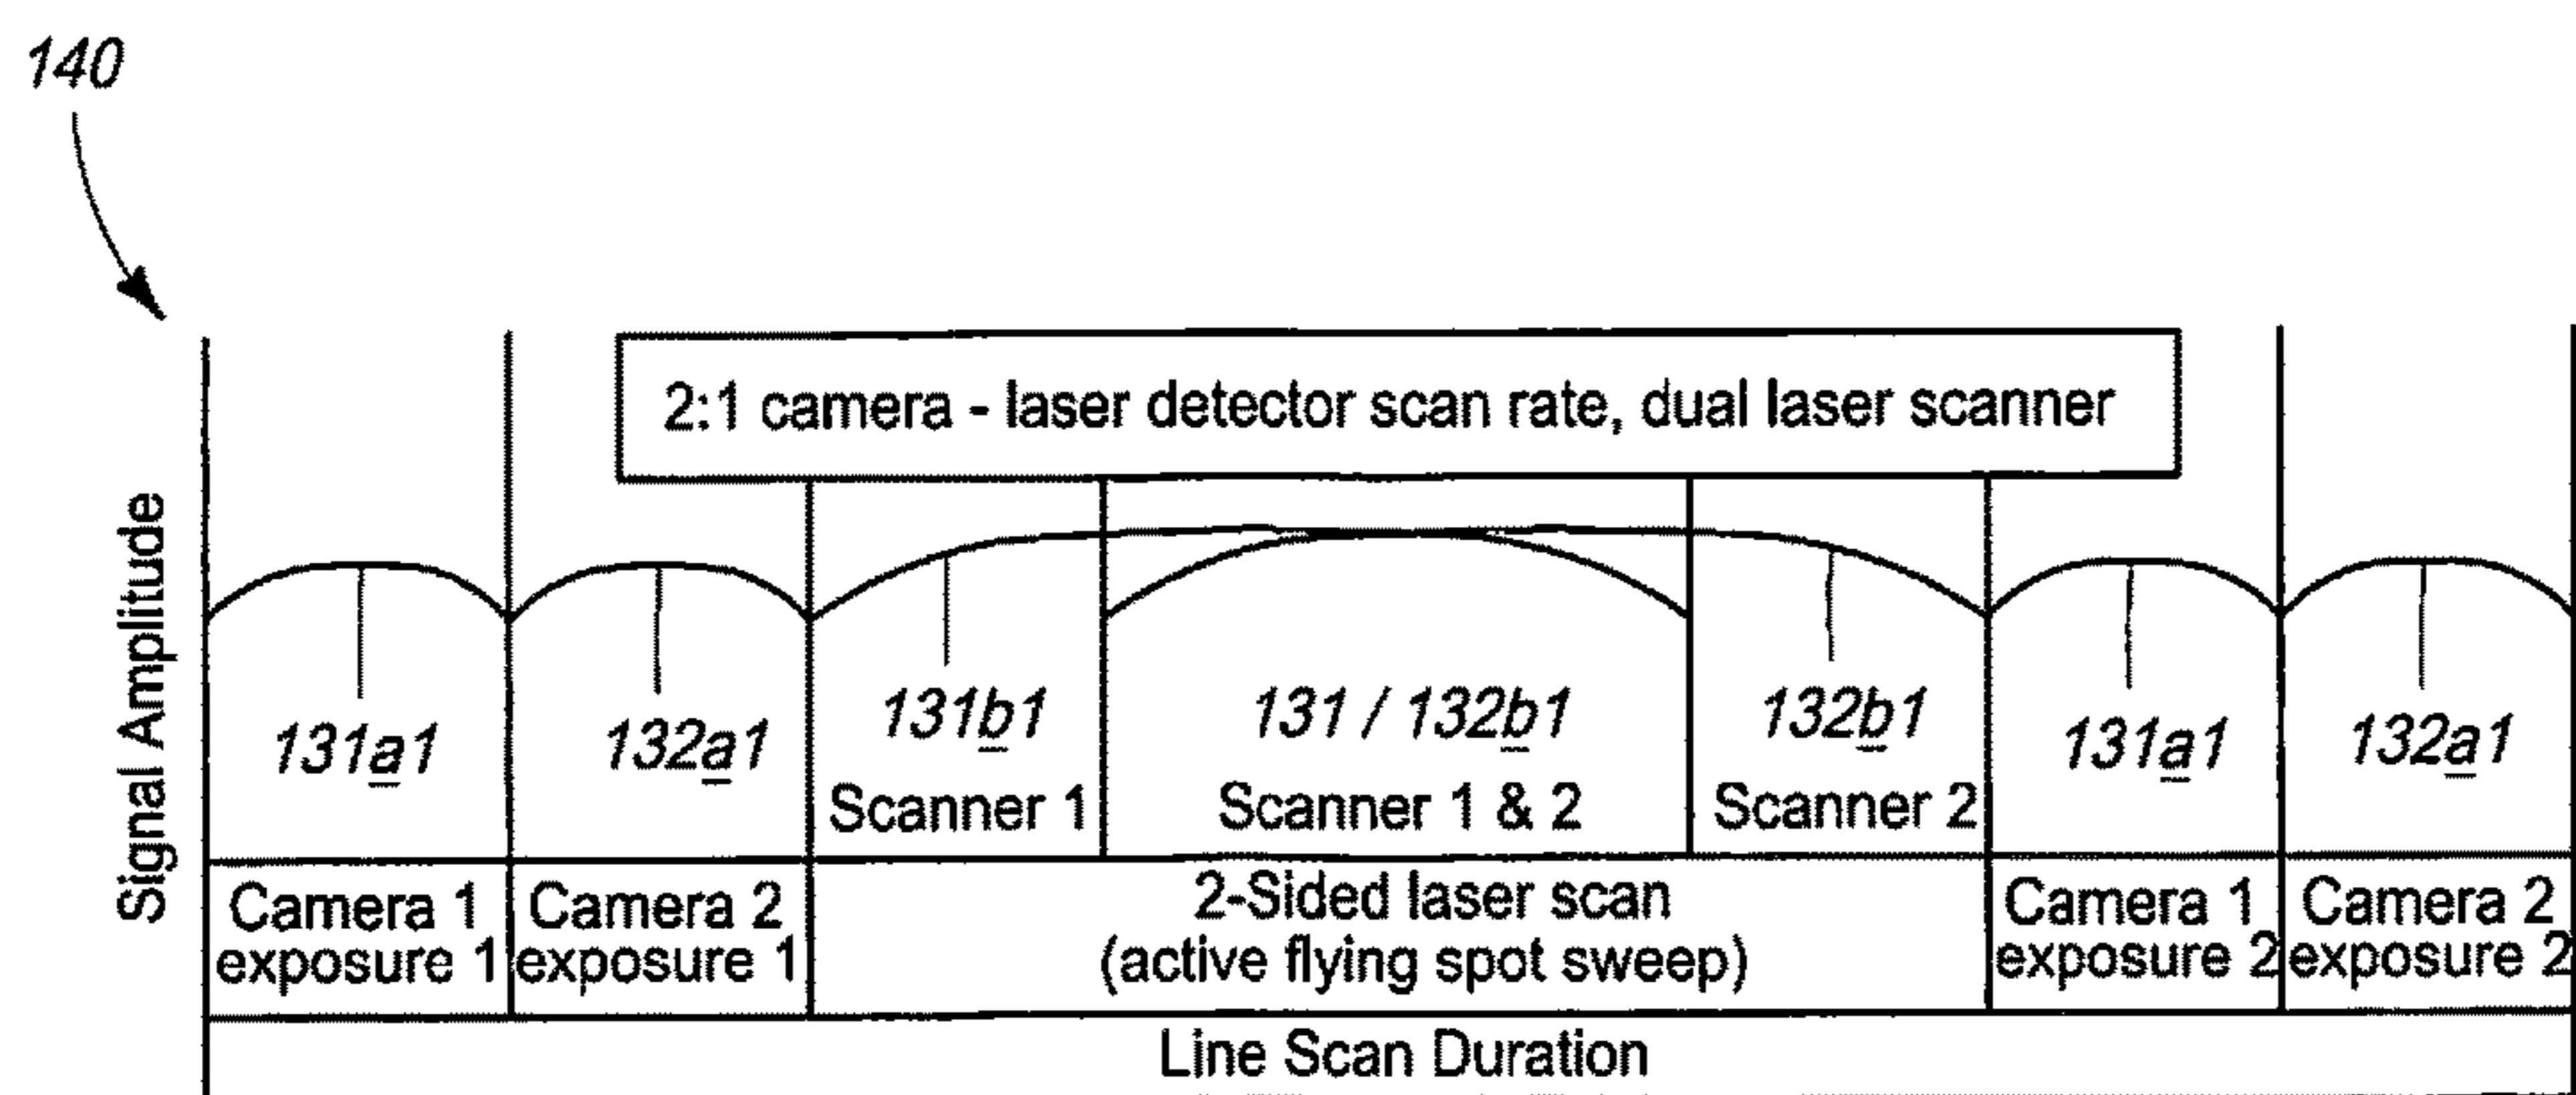 140
2:1 camera - laser detector scan rate, dual laser scanner
Signal Amplitude
131a1
132a1
131b1
131 / 132b1
132b1
131a1
132a1
Scanner 1
Scanner 1 & 2
Scanner 2
Camera 1
exposure 1
Camera 2
exposure 1
2-Sided laser scan
(active flying spot sweep)
Camera 1
exposure 2
Camera 2
exposure 2
Line Scan Duration